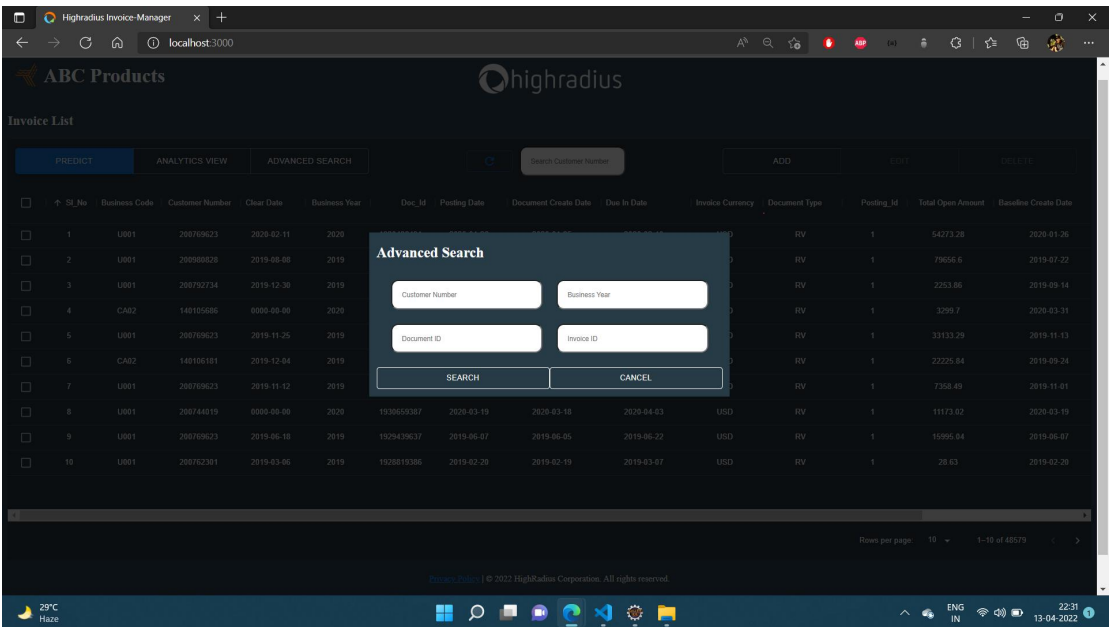 Highradius Invoice-Manager
localhost:3000
ABC Products
highradius
Invoice List
PREDICT ANALYTICS VIEW ADVANCED SEARCH Search Customer Number ADD EDIT DELETE
Sl_No Business Code Customer Number Clear Date Business Year Doc_Id Posting Date Document Create Date Due In Date Invoice Currency Document Type Posting_Id Total Open Amount Baseline Create Date
1 U001 200769623 2020-02-11 2020 RV 1 54273.28 2020-01-26
2 U001 200980828 2019-08-08 2019 RV 1 79656.6 2019-07-22
3 U001 200792734 2019-12-30 2019 RV 1 2253.86 2019-09-14
4 CA02 140105686 0000-00-00 2020 RV 1 3299.7 2020-03-31
5 U001 200769623 2019-11-25 2019 RV 1 33133.29 2019-11-13
6 CA02 140106181 2019-12-04 2019 RV 1 22225.84 2019-09-24
7 U001 200769623 2019-11-12 2019 RV 1 7358.49 2019-11-01
8 U001 200744019 0000-00-00 2020 1930659387 2020-03-19 2020-03-18 2020-04-03 USD RV 1 11173.02 2020-03-19
9 U001 200769623 2019-06-18 2019 1929439637 2019-06-07 2019-06-05 2019-06-22 USD RV 1 15995.04 2019-06-07
10 U001 200762301 2019-03-06 2019 1928819386 2019-02-20 2019-02-19 2019-03-07 USD RV 1 28.63 2019-02-20
Advanced Search
Customer Number Business Year
Document ID Invoice ID
SEARCH CANCEL
Rows per page 10 1–10 of 48579
Privacy Policy | © 2022 HighRadius Corporation. All rights reserved.
29°C
Haze
ENG
IN
22:31
13-04-2022
1